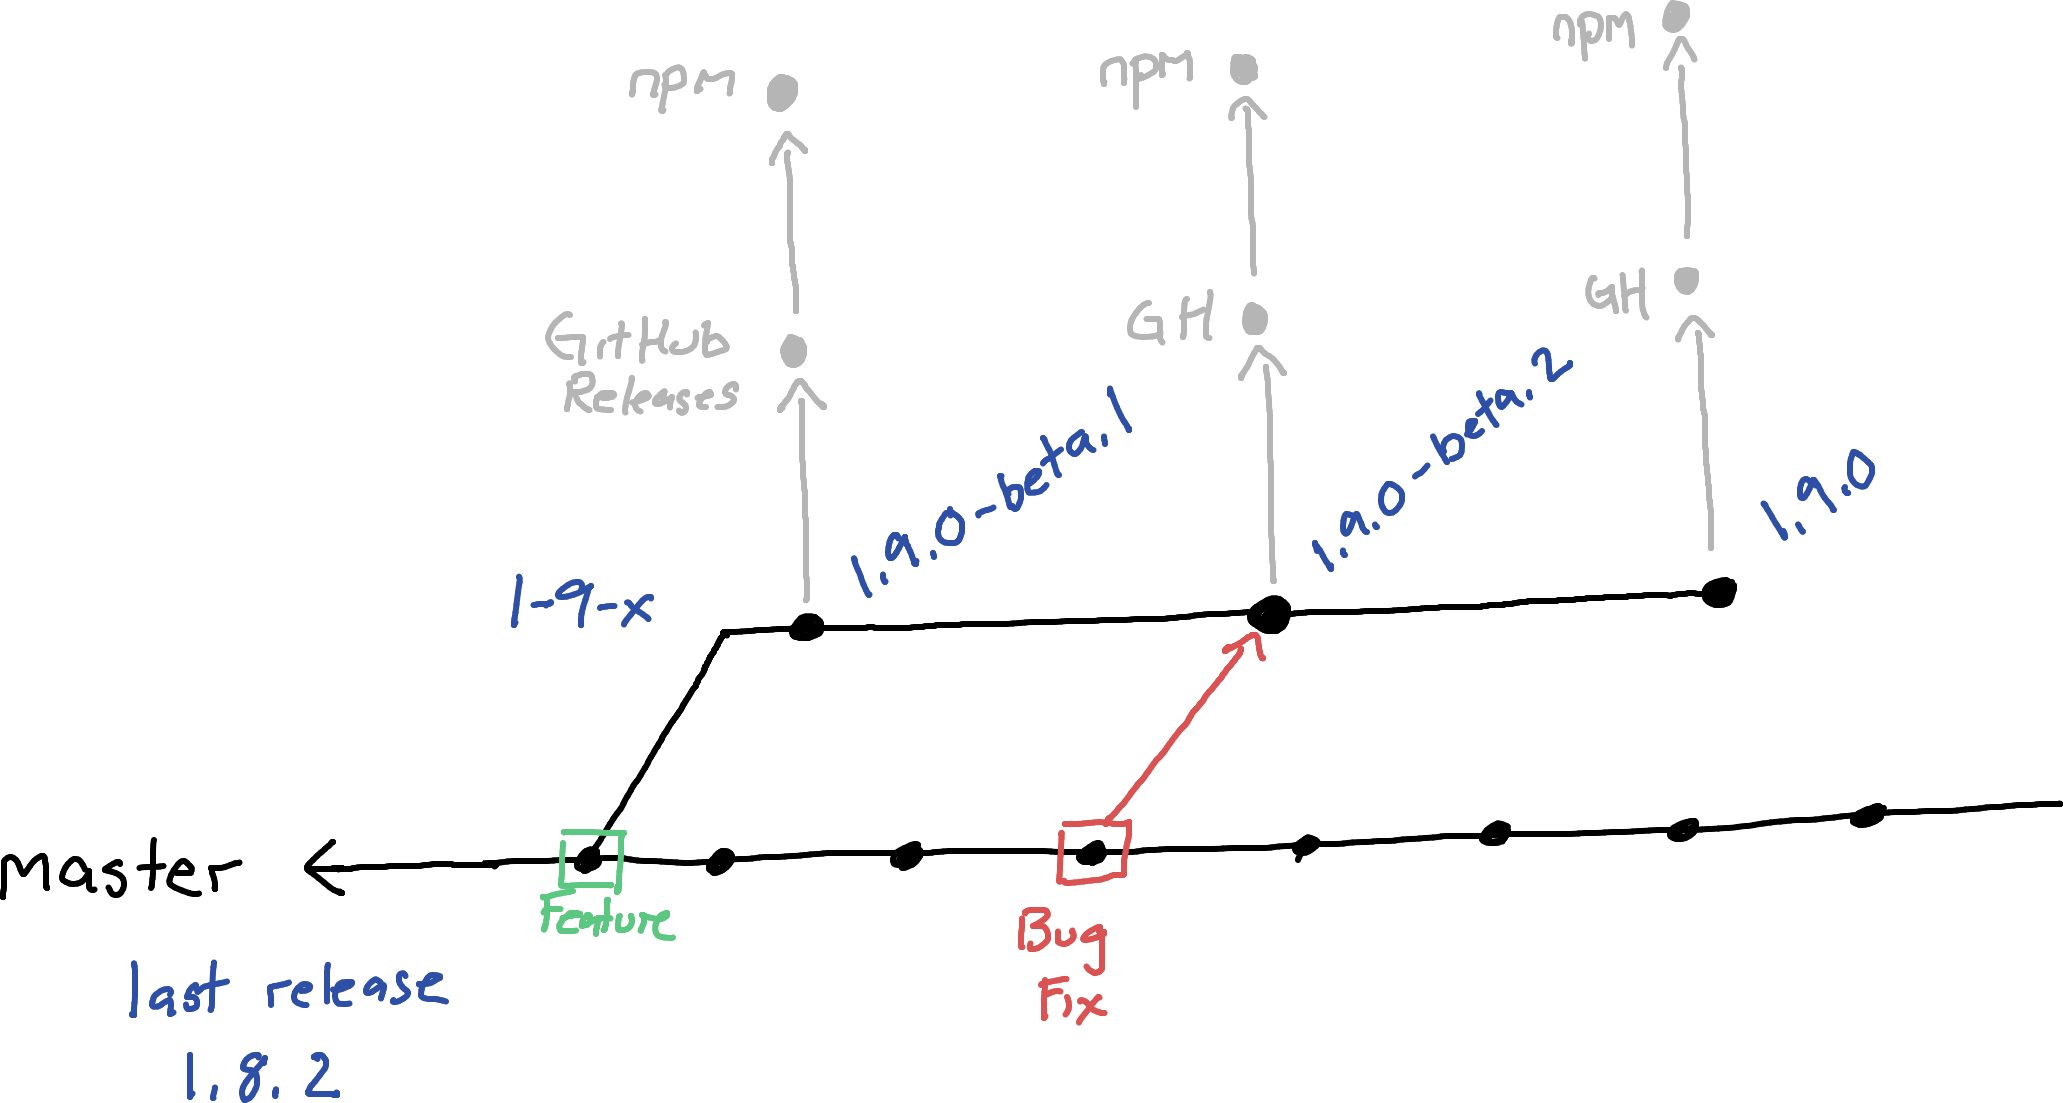 npm
npm
npm
GitHub
Releases
GH
GH
1.9.0-beta.1
1.9.0-beta.2
1.9.0
1-9-x
master
Feature
Bug
Fix
last release
1.8.2